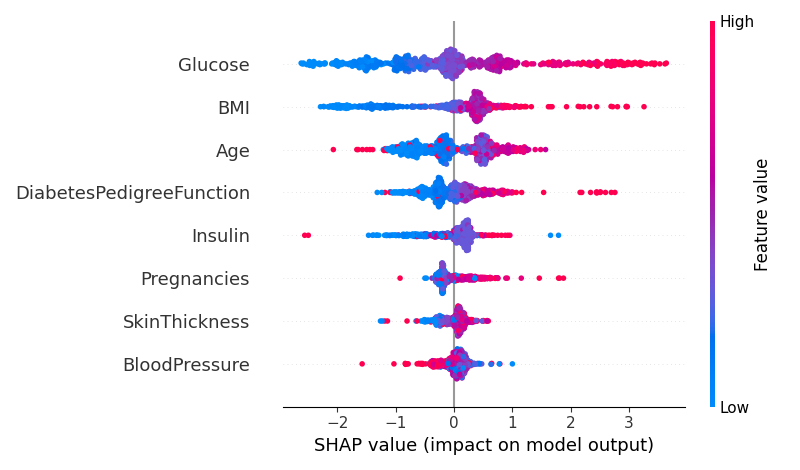 High
Glucose
BMI
Age
DiabetesPedigreeFunction
Insulin
Pregnancies
SkinThickness
BloodPressure
Feature value
Low
−2 −1 0 1 2 3
SHAP value (impact on model output)